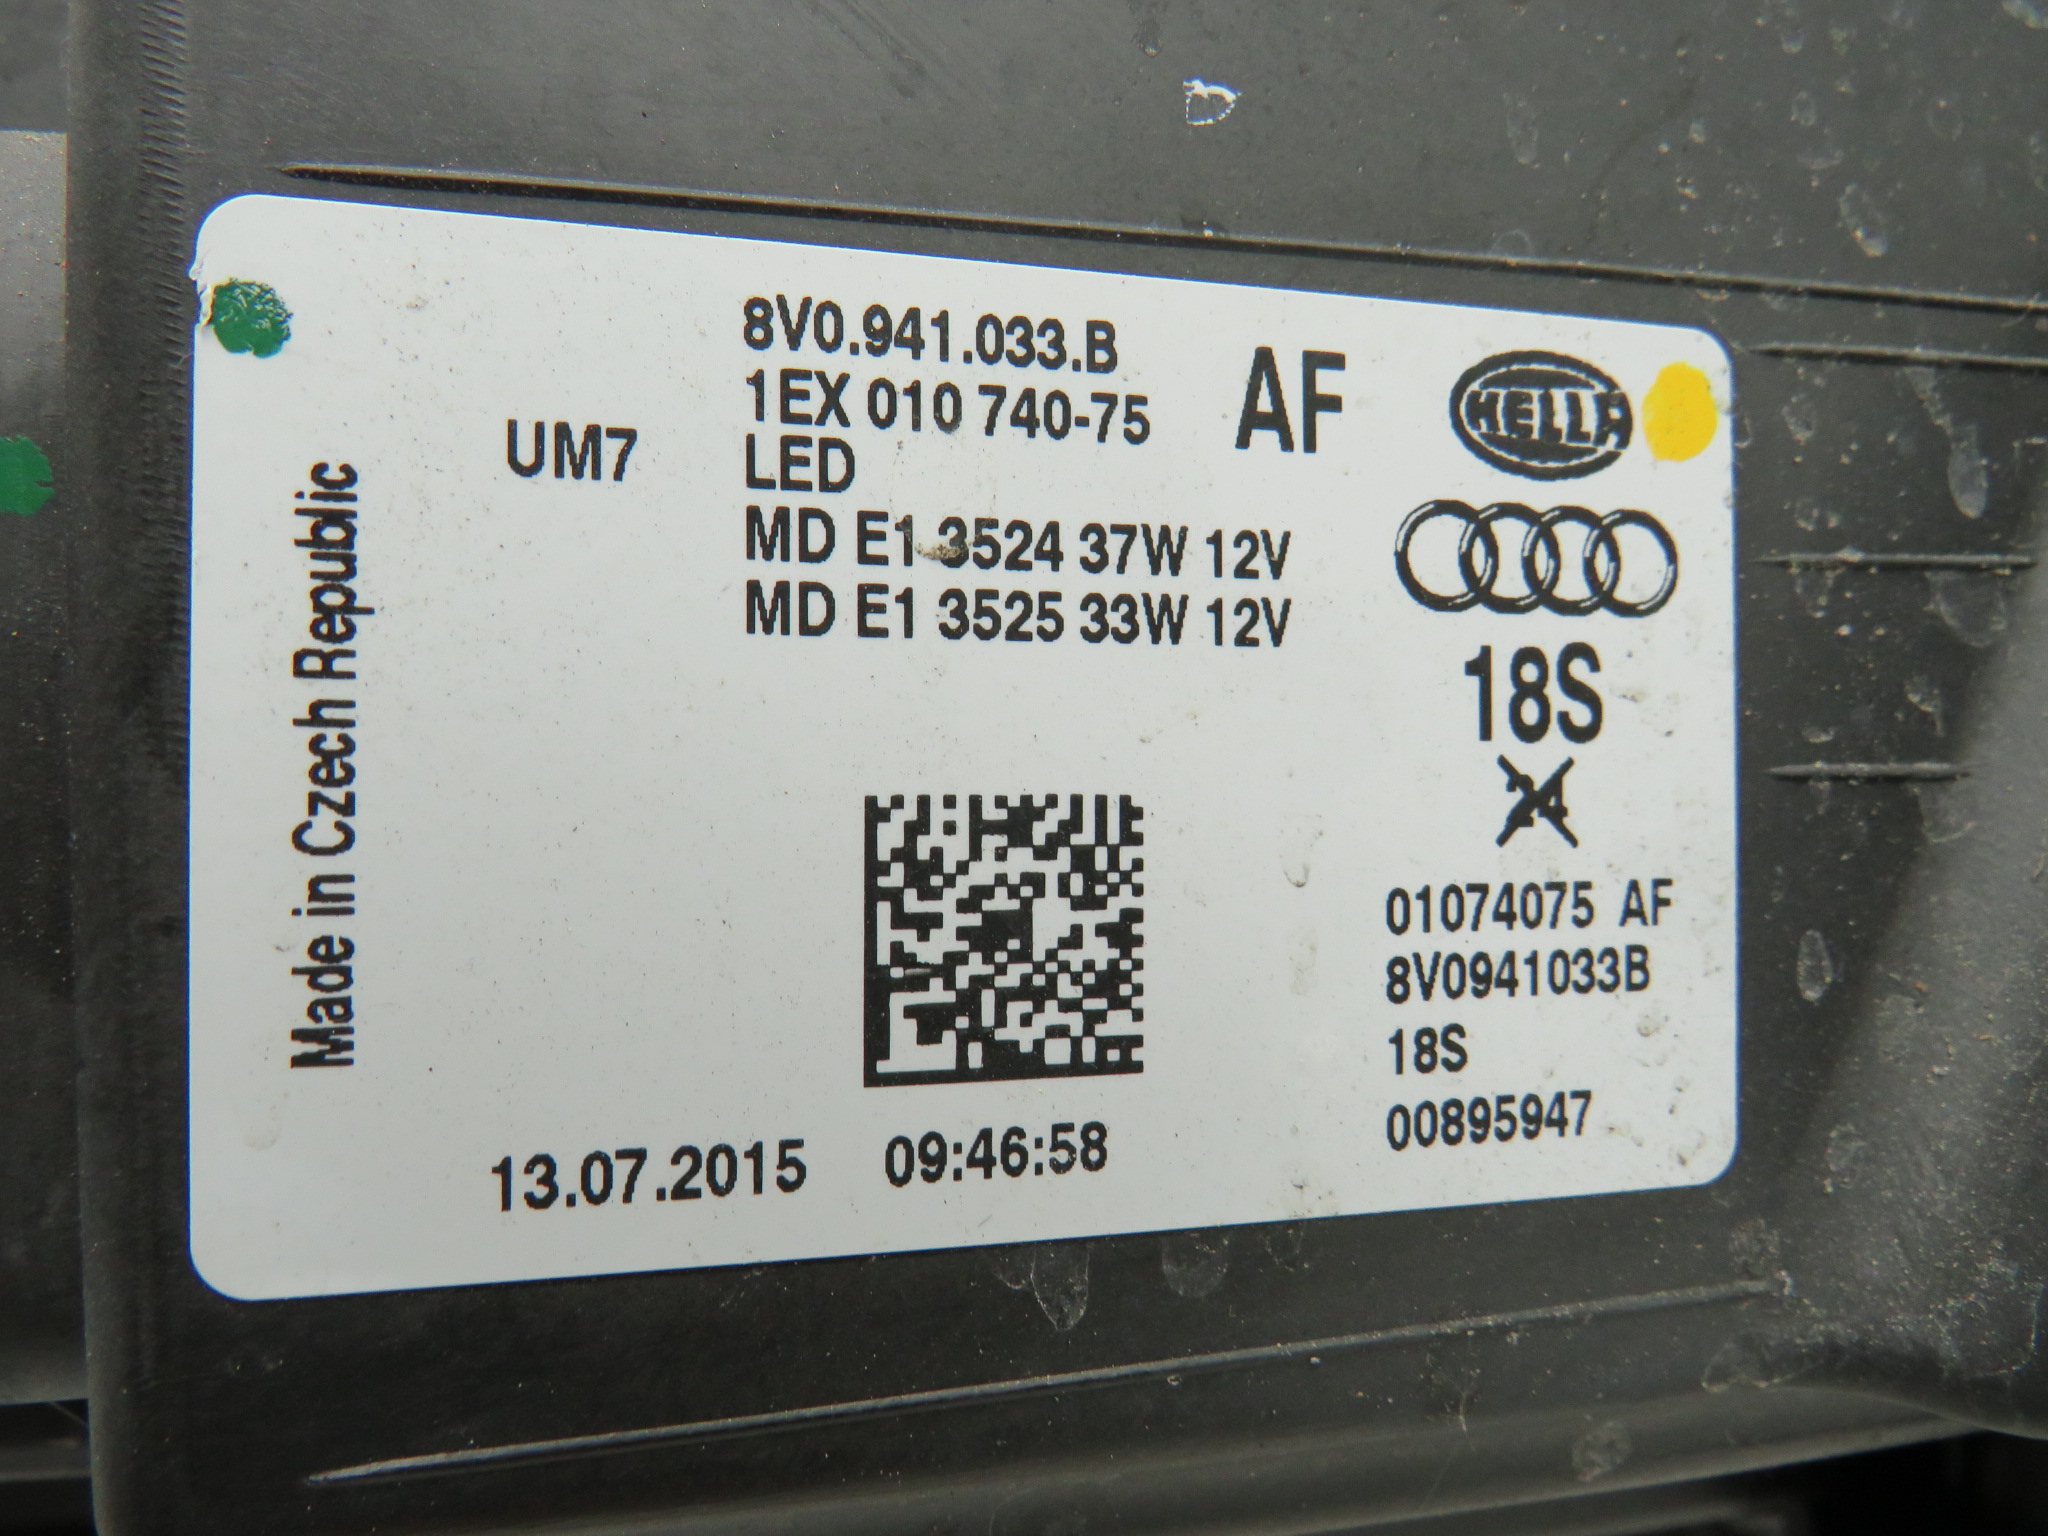 8V0.941.033.B
1EX 010 740-75
LED
MD E1 3524 37W 12V
MD E1 3525 33W 12V
AF
HELLA
UM7
Made in Czech Republic
18S
24
01074075 AF
8V0941033B
18S
00895947
13.07.2015 09:46:58